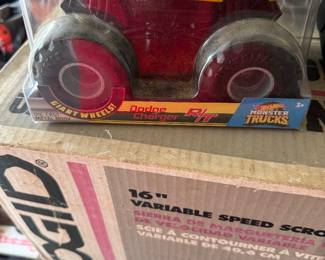 GIANT WHEELS!
Dodge
Charger R/T
Hot Wheels
MONSTER
TRUCKS
3+
16"
VARIABLE SPEED SCRO
SIERRA DE MARQUETERÍA
DE VELOCIDAD VARIABLE
SCIE À CONTOURNER À VITE
VARIABLE DE 40,6 CM